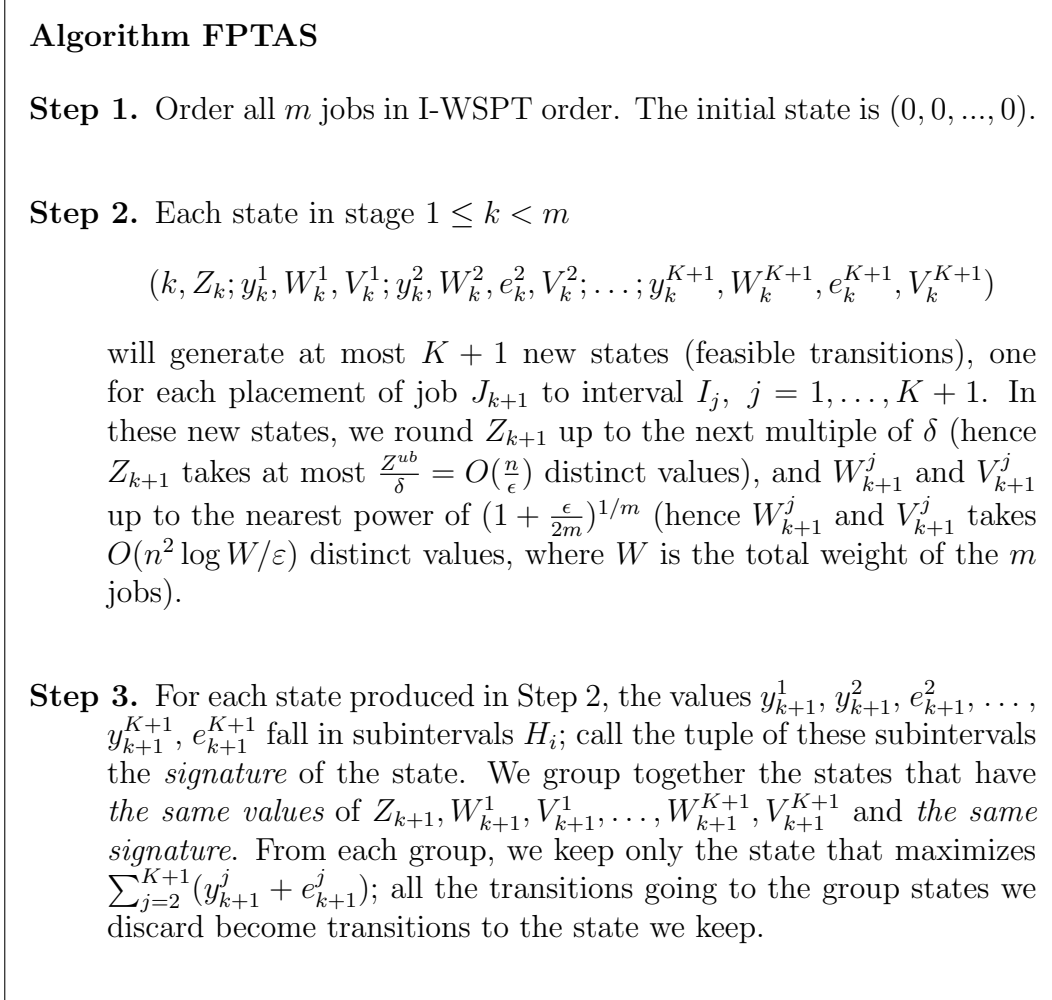 Algorithm FPTAS
Step 1. Order all m jobs in I-WSPT order. The initial state is (0, 0, ..., 0).
Step 2. Each state in stage 1 ≤ k < m
(k, Z_k; y_k^1, W_k^1, V_k^1; y_k^2, W_k^2, e_k^2, V_k^2; . . . ; y_k^{K+1}, W_k^{K+1}, e_k^{K+1}, V_k^{K+1})
will generate at most K + 1 new states (feasible transitions), one
for each placement of job J_{k+1} to interval I_j, j = 1, . . . , K + 1. In
these new states, we round Z_{k+1} up to the next multiple of δ (hence
Z_{k+1} takes at most \frac{Z^{ub}}{δ} = O(\frac{n}{ϵ}) distinct values), and W_{k+1}^j and V_{k+1}^j
up to the nearest power of (1 + \frac{ϵ}{2m})^{1/m} (hence W_{k+1}^j and V_{k+1}^j takes
O(n^2 log W/ε) distinct values, where W is the total weight of the m
jobs).
Step 3. For each state produced in Step 2, the values y_{k+1}^1, y_{k+1}^2, e_{k+1}^2, . . . ,
y_{k+1}^{K+1}, e_{k+1}^{K+1} fall in subintervals H_i; call the tuple of these subintervals
the signature of the state. We group together the states that have
the same values of Z_{k+1}, W_{k+1}^1, V_{k+1}^1, . . . , W_{k+1}^{K+1}, V_{k+1}^{K+1} and the same
signature. From each group, we keep only the state that maximizes
∑_{j=2}^{K+1}(y_{k+1}^j + e_{k+1}^j); all the transitions going to the group states we
discard become transitions to the state we keep.